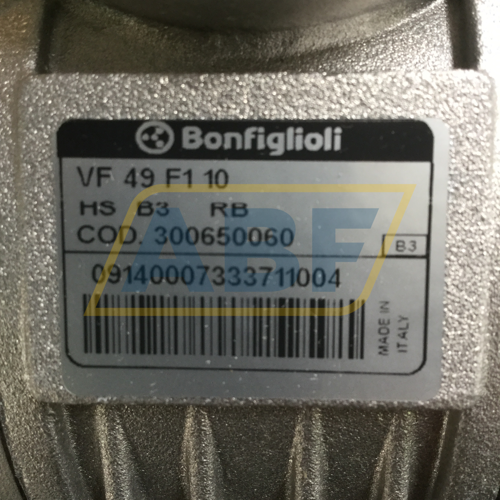 Bonfiglioli
VF 49 F1 10
HS B3 RB
COD. 300650060
B3
09140007333711004
MADE IN
ITALY
ABF